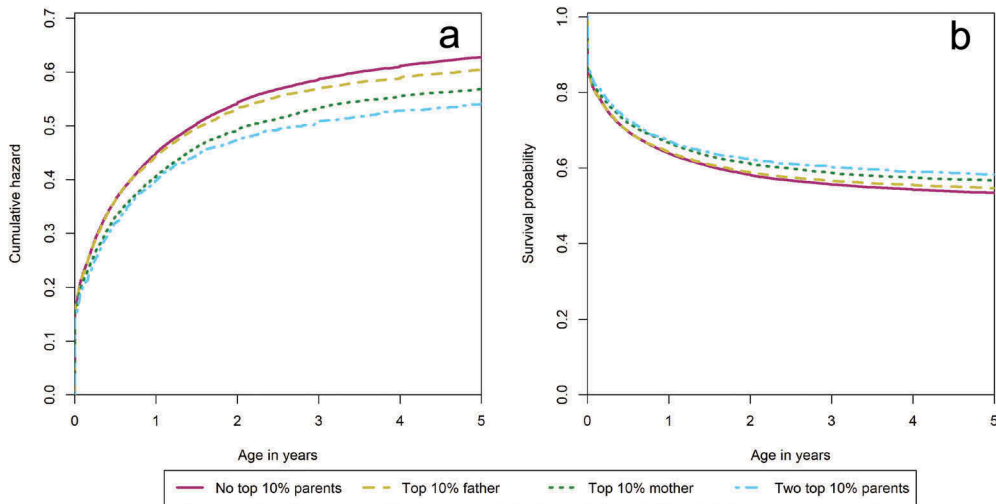 a
Cumulative hazard
0.7
0.6
0.5
0.4
0.3
0.2
0.1
0.0
0 1 2 3 4 5
Age in years
b
Survival probability
1.0
0.8
0.6
0.4
0.2
0.0
0 1 2 3 4 5
Age in years
No top 10% parents Top 10% father Top 10% mother Two top 10% parents